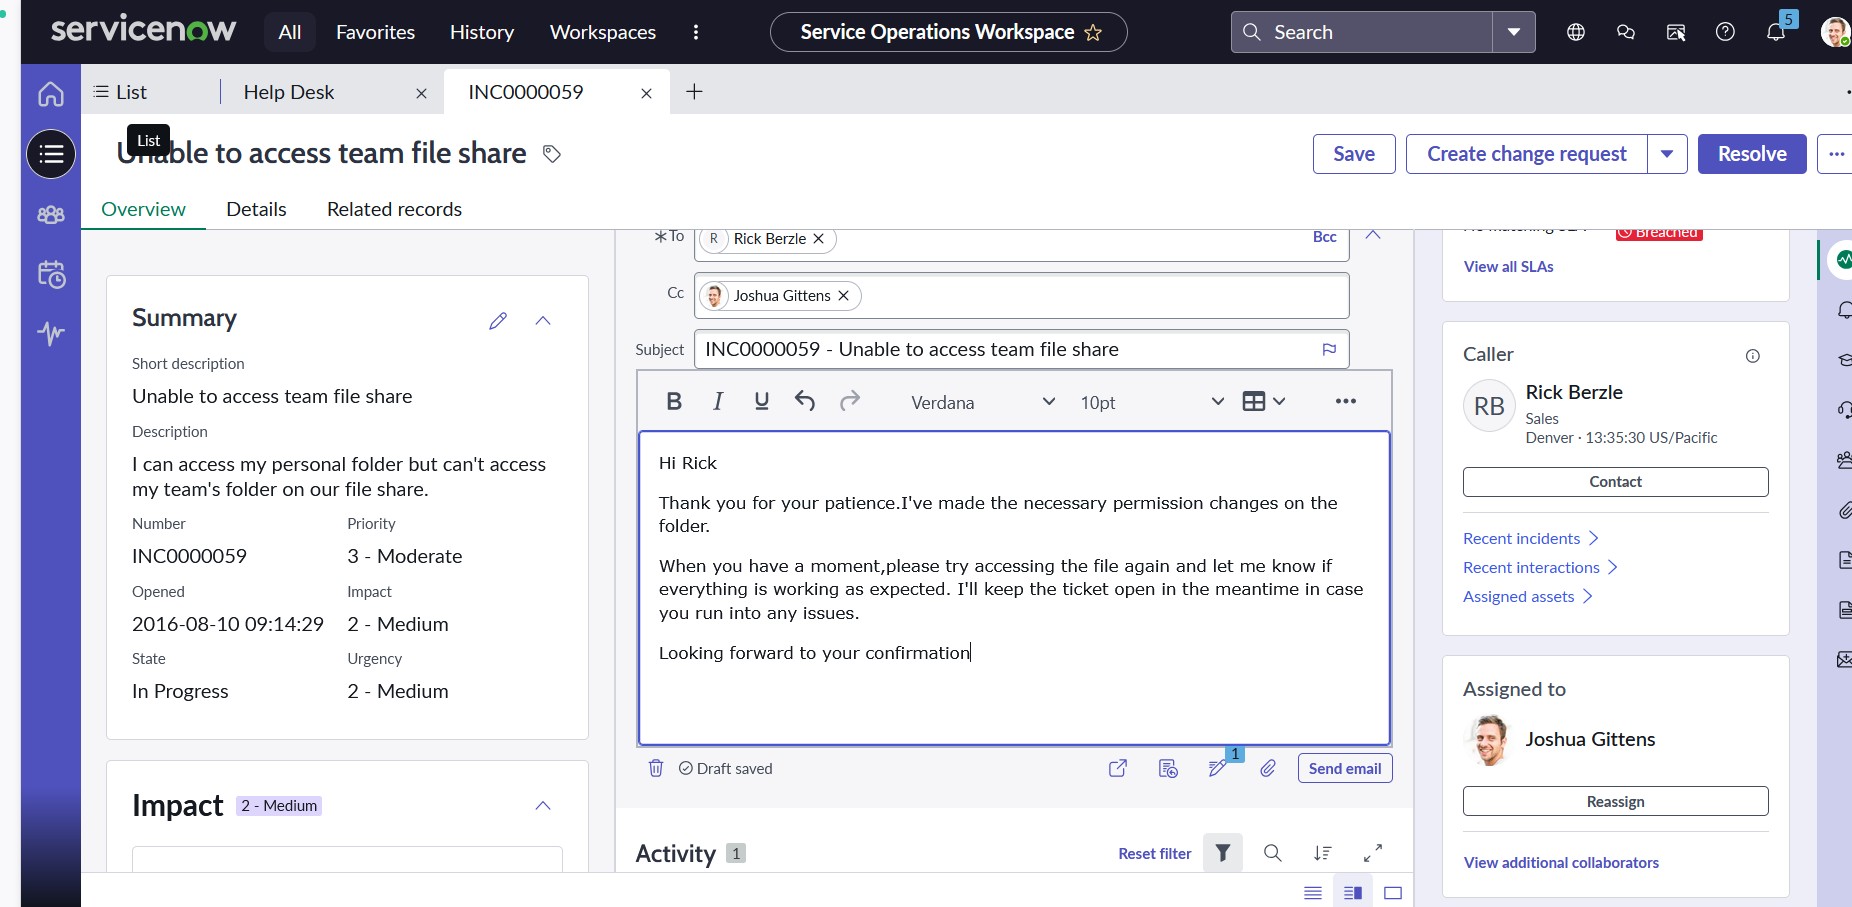 servicenow
All
Favorites
History
Workspaces
Service Operations Workspace
Search
5
List
Help Desk
INC0000059
List
Unable to access team file share
Save
Create change request
Resolve
Overview
Details
Related records
Summary
Short description
Unable to access team file share
Description
I can access my personal folder but can't access
my team's folder on our file share.
Number
Priority
INC0000059
3 - Moderate
Opened
Impact
2016-08-10 09:14:29
2 - Medium
State
Urgency
In Progress
2 - Medium
Impact
2 - Medium
To
R
Rick Berzle
Bcc
Cc
Joshua Gittens
Subject
INC0000059 - Unable to access team file share
B I U
Verdana
10pt
Hi Rick
Thank you for your patience.I've made the necessary permission changes on the
folder.
When you have a moment,please try accessing the file again and let me know if
everything is working as expected. I'll keep the ticket open in the meantime in case
you run into any issues.
Looking forward to your confirmation
Draft saved
1
Send email
Activity
1
Reset filter
Breached
View all SLAs
Caller
RB
Rick Berzle
Sales
Denver · 13:35:30 US/Pacific
Contact
Recent incidents
Recent interactions
Assigned assets
Assigned to
Joshua Gittens
Reassign
View additional collaborators